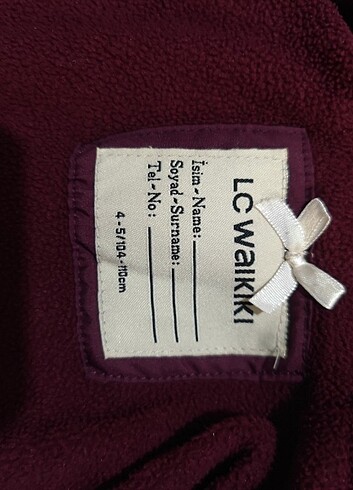 LC WAIKIKI
İsim-Name:
Soyad-Surname:
Tel-No:
4-5/104-110cm